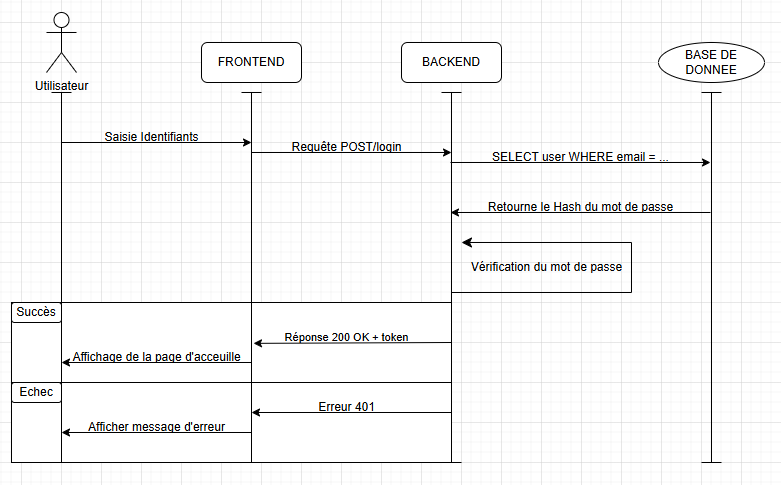 Utilisateur
FRONTEND
BACKEND
BASE DE
DONNEE
Saisie Identifiants
Requête POST/login
SELECT user WHERE email = ...
Retourne le Hash du mot de passe
Vérification du mot de passe
Succès
Réponse 200 OK + token
Affichage de la page d'acceuille
Echec
Erreur 401
Afficher message d'erreur